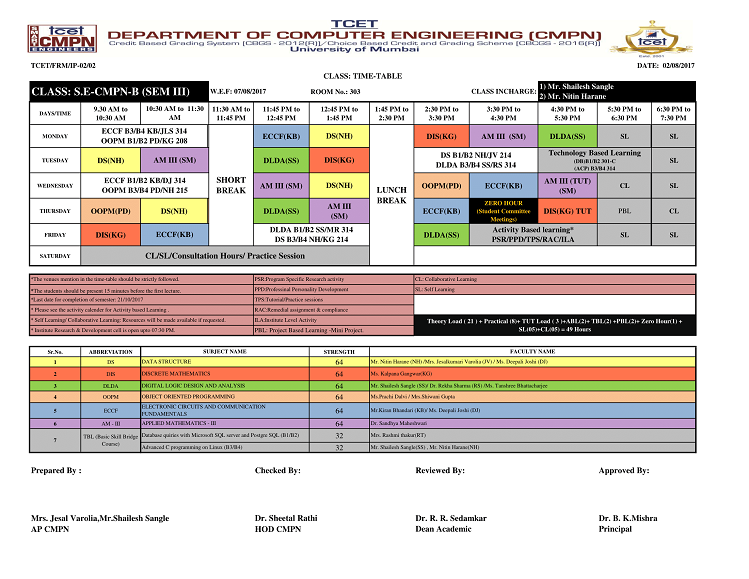 tcet
CMPN
ENGINEERS
TCET
DEPARTMENT OF COMPUTER ENGINEERING (CMPN)
Credit Based Grading System [CBGS - 2012(R)]/Choice Based Credit and Grading Scheme [CBCGS - 2016(R)]
University of Mumbai
tcet
TCET/FRM/IP-02/02
DATE: 02/08/2017
CLASS: TIME-TABLE
CLASS: S.E-CMPN-B (SEM III)
W.E.F: 07/08/2017
ROOM No.: 303
CLASS INCHARGE:
1) Mr. Shailesh Sangle
2) Mr. Nitin Harane
DAYS/TIME
9.30 AM to 10:30 AM
10:30 AM to 11:30 AM
11:30 AM to 11:45 PM
11:45 PM to 12:45 PM
12:45 PM to 1:45 PM
1:45 PM to 2:30 PM
2:30 PM to 3:30 PM
3:30 PM to 4:30 PM
4:30 PM to 5:30 PM
5:30 PM to 6:30 PM
6:30 PM to 7:30 PM
MONDAY
ECCF B3/B4 KB/JLS 314
OOPM B1/B2 PD/KG 208
SHORT BREAK
ECCF(KB)
DS(NH)
LUNCH BREAK
DIS(KG)
AM III (SM)
DLDA(SS)
SL
SL
TUESDAY
DS(NH)
AM III (SM)
DLDA(SS)
DIS(KG)
DS B1/B2 NH/JV 214
DLDA B3/B4 SS/RS 314
Technology Based Learning
(DB)B1/B2 301-C
(ACP) B3/B4 314
SL
WEDNESDAY
ECCF B1/B2 KB/DJ 314
OOPM B3/B4 PD/NH 215
AM III (SM)
DS(NH)
OOPM(PD)
ECCF(KB)
AM III (TUT)
(SM)
CL
SL
THURSDAY
OOPM(PD)
DS(NH)
DLDA(SS)
AM III
(SM)
ECCF(KB)
ZERO HOUR
(Student Committee
Meetings)
DIS(KG) TUT
PBL
CL
FRIDAY
DIS(KG)
ECCF(KB)
DLDA B1/B2 SS/MR 314
DS B3/B4 NH/KG 214
DLDA(SS)
Activity Based learning*
PSR/PPD/TPS/RAC/ILA
SL
SL
SATURDAY
CL/SL/Consultation Hours/ Practice Session
*The venues mention in the time-table should be strictly followed.
PSR:Program Specific Research activity
CL: Collaborative Learning
*The students should be present 15 minutes before the first lecture.
PPD:Professinal Personality Development
SL: Self Learning
*Last date for completion of semester: 21/10/2017
TPS:Tutorial/Practice sessions
* Please see the activity calender for Activity based Learning .
RAC:Remedial assignment & compliance
* Self Learning/ Collaborative Learning: Resources will be made available if requested.
ILA:Institute Level Activity
* Institute Research & Development cell is open upto 07:30 PM.
PBL: Project Based Learning -Mini Project
Theory Load ( 21 ) + Practical (8)+ TUT Load ( 3 )+ABL(2)+ TBL(2) +PBL(2)+ Zero Hour(1) +
SL(05)+CL(05) = 49 Hours
Sr.No.
ABBREVIATION
SUBJECT NAME
STRENGTH
FACULTY NAME
1
DS
DATA STRUCTURE
64
Mr. Nitin Harane (NH) /Mrs. Jesalkumari Varolia (JV) / Ms. Deepali Joshi (DJ)
2
DIS
DISCRETE MATHEMATICS
64
Ms. Kalpana Gangwar(KG)
3
DLDA
DIGITAL LOGIC DESIGN AND ANALYSIS
64
Mr. Shailesh Sangle (SS)/ Dr. Rekha Sharma (RS) /Ms. Tanshree Bhattacharjee
4
OOPM
OBJECT ORIENTED PROGRAMMING
64
Ms.Prachi Dalvi / Mrs.Shiwani Gupta
5
ECCF
ELECTRONIC CIRCUITS AND COMMUNICATION FUNDAMENTALS
64
Mr.Kiran Bhandari (KB)/ Ms. Deepali Joshi (DJ)
6
AM - III
APPLIED MATHEMATICS - III
64
Dr. Sandhya Maheshwari
7
TBL (Basic Skill Bridge Course)
Database quiries with Microsoft SQL server and Postgre SQL (B1/B2)
32
Mrs. Rashmi thakur(RT)
Advanced C programming on Linux (B3/B4)
32
Mr. Shailesh Sangle(SS) , Mr. Nitin Harane(NH)
Prepared By :
Checked By:
Reviewed By:
Approved By:
Mrs. Jesal Varolia,Mr.Shailesh Sangle
Dr. Sheetal Rathi
Dr. R. R. Sedamkar
Dr. B. K.Mishra
AP CMPN
HOD CMPN
Dean Academic
Principal